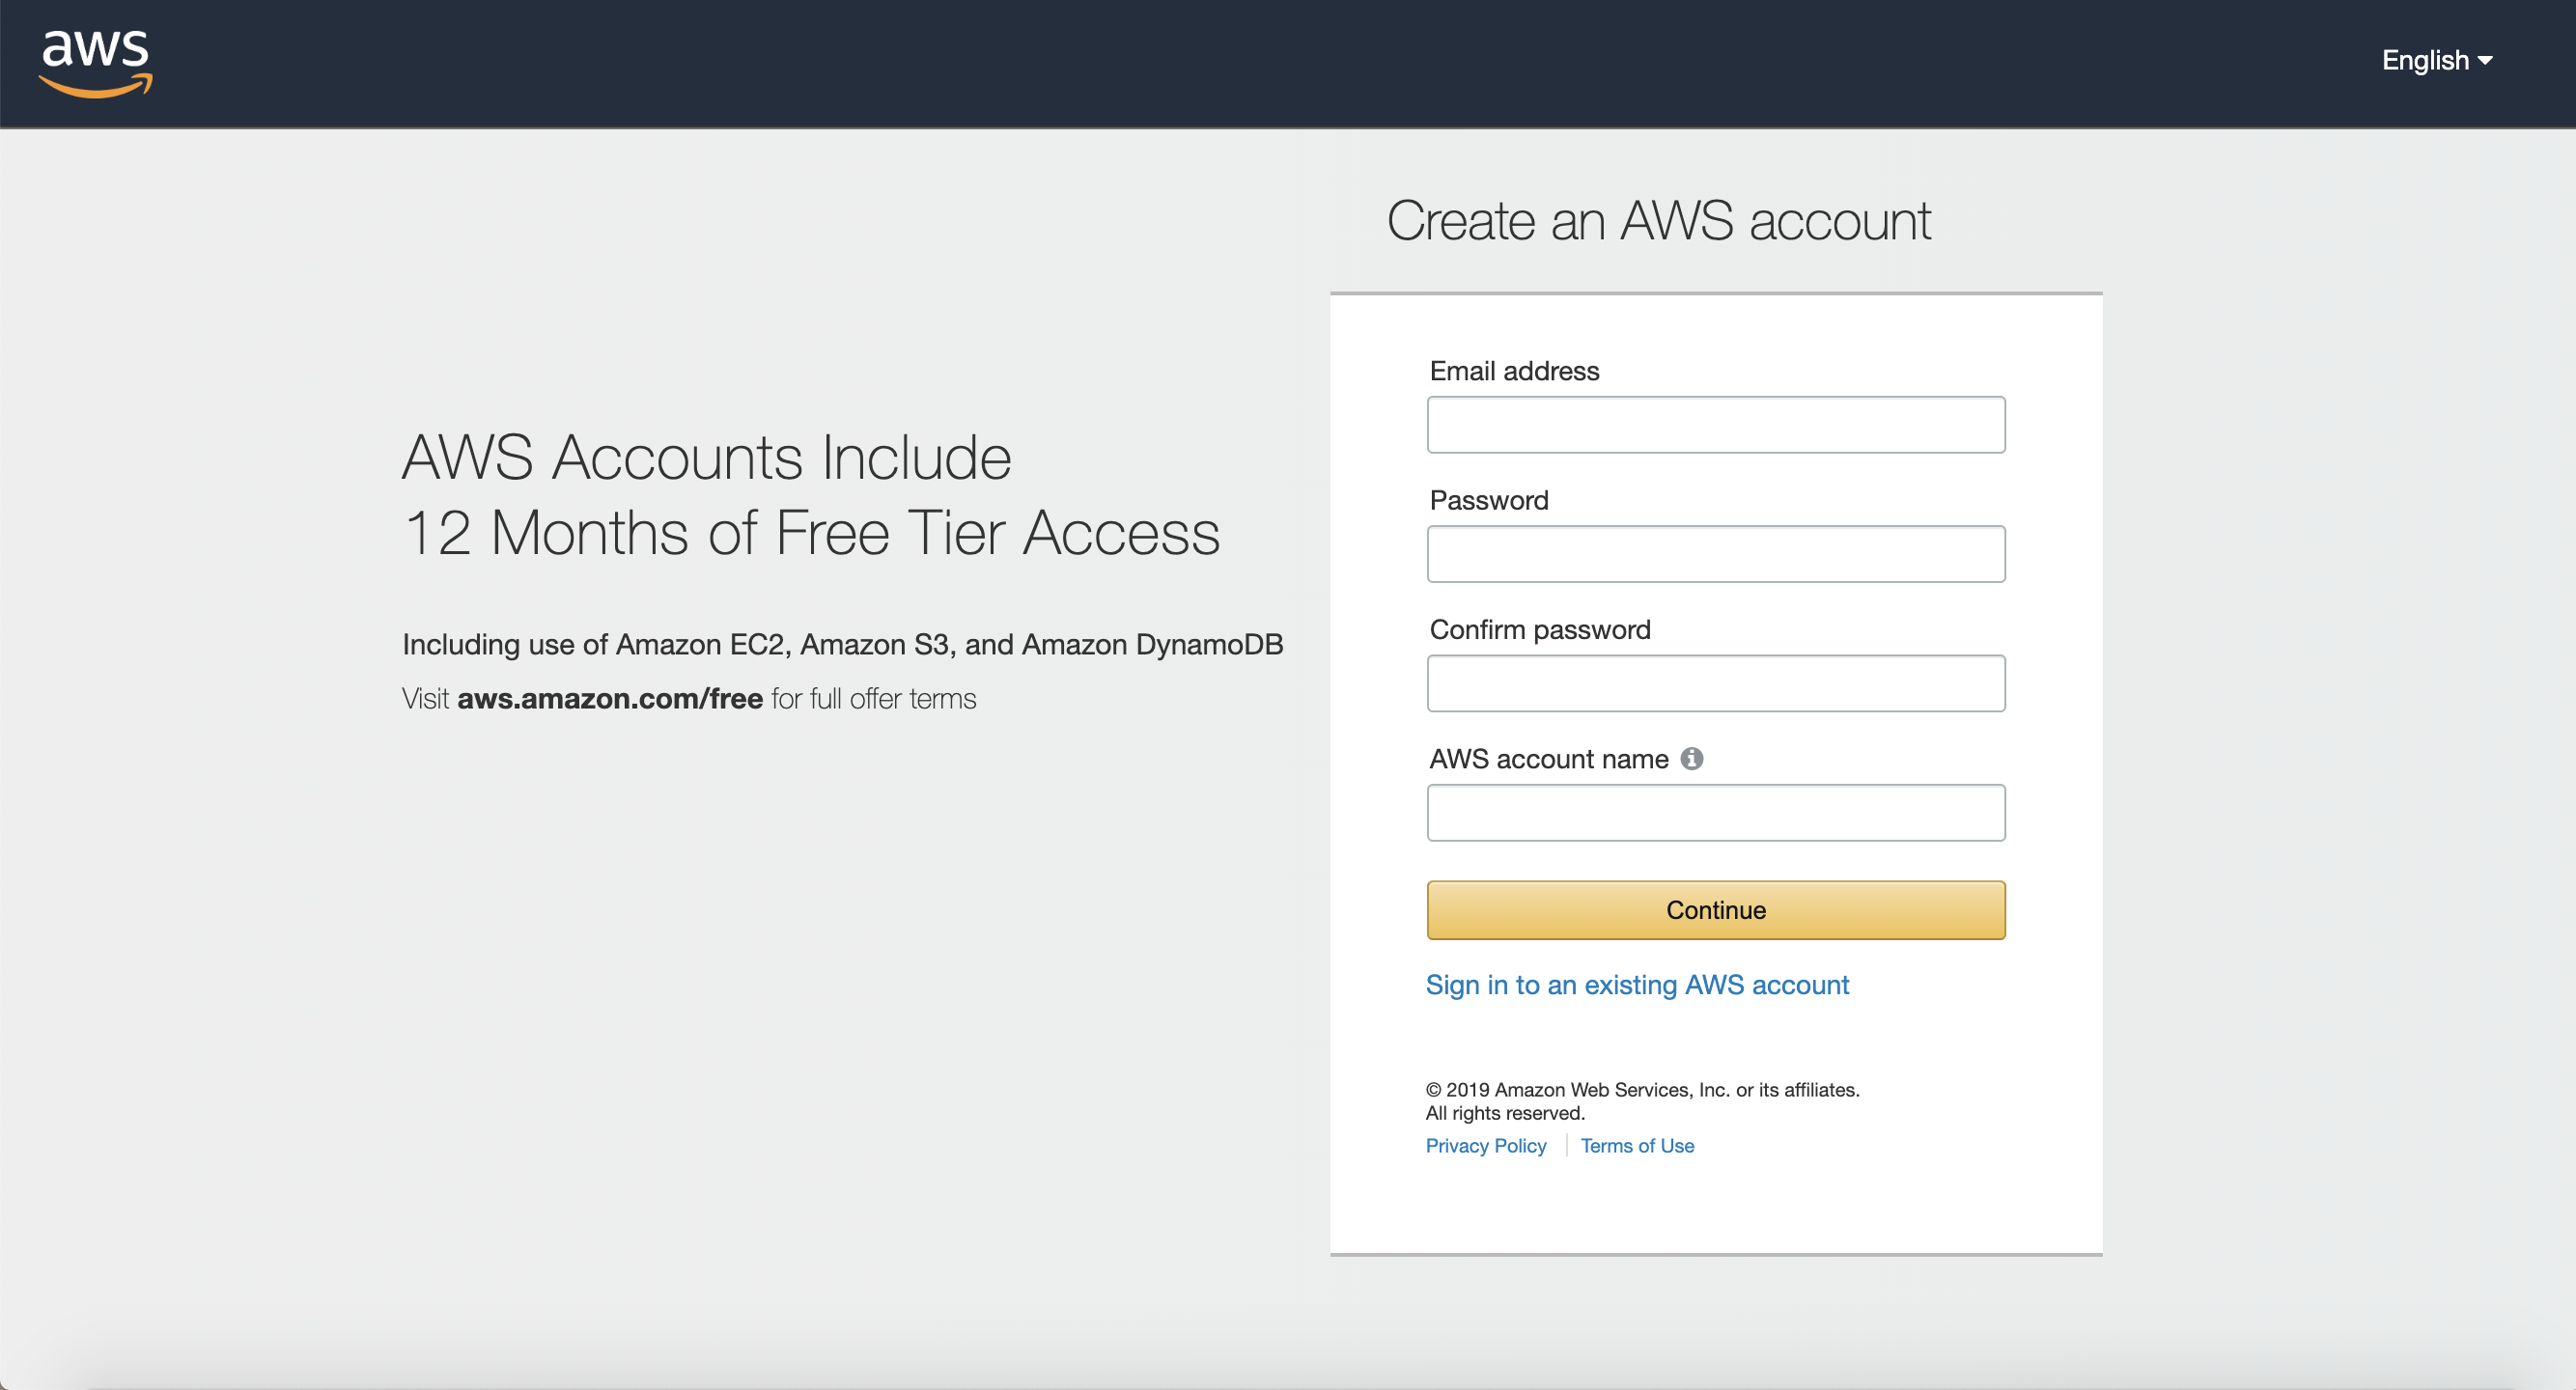 aws
English
Create an AWS account
AWS Accounts Include
12 Months of Free Tier Access
Including use of Amazon EC2, Amazon S3, and Amazon DynamoDB
Visit aws.amazon.com/free for full offer terms
Email address
Password
Confirm password
AWS account name
Continue
Sign in to an existing AWS account
© 2019 Amazon Web Services, Inc. or its affiliates.
All rights reserved.
Privacy Policy Terms of Use